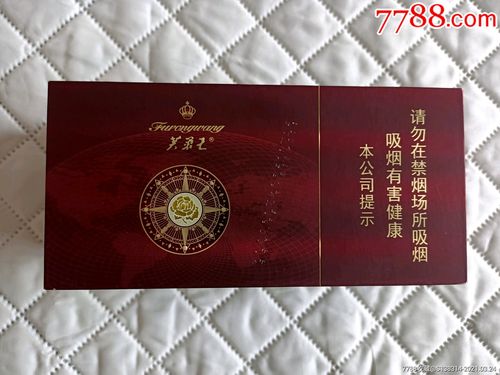 7788.com
Furongwang
芙蓉王®
本公司提示
吸烟有害健康
请勿在禁烟场所吸烟